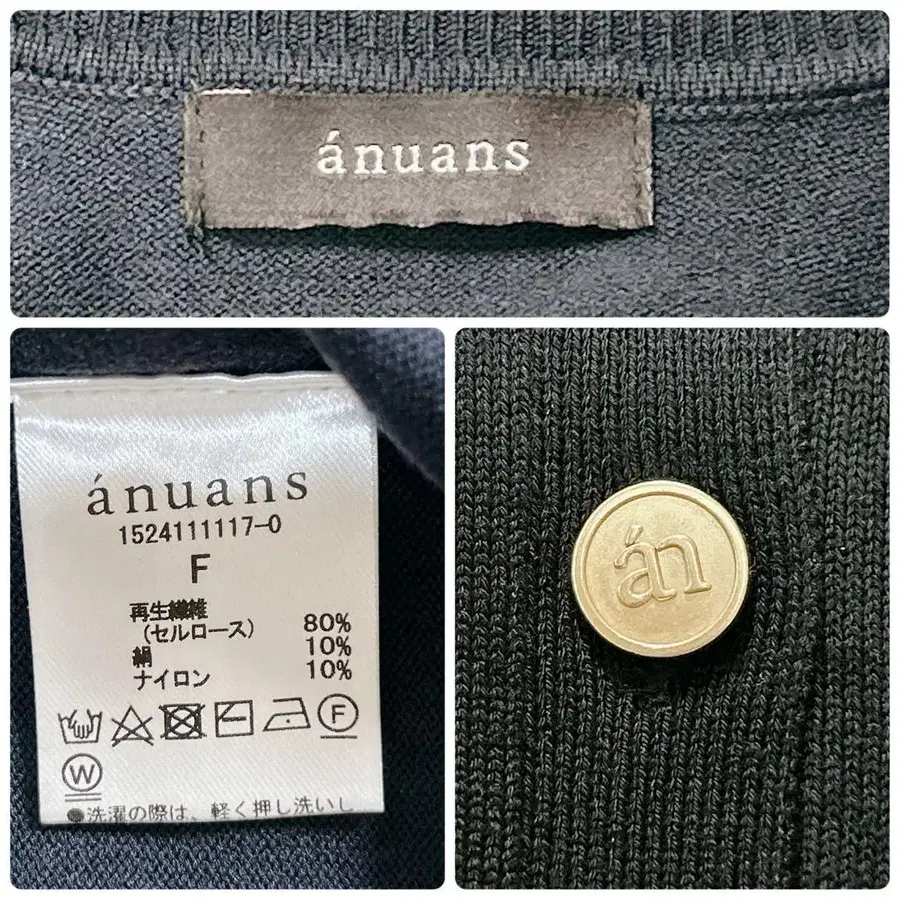 ánuans
ánuans
1524111117-0
F
再生繊維
(セルロース) 80%
絹 10%
ナイロン 10%
F
W
●洗濯の際は、軽く押し洗いし
án